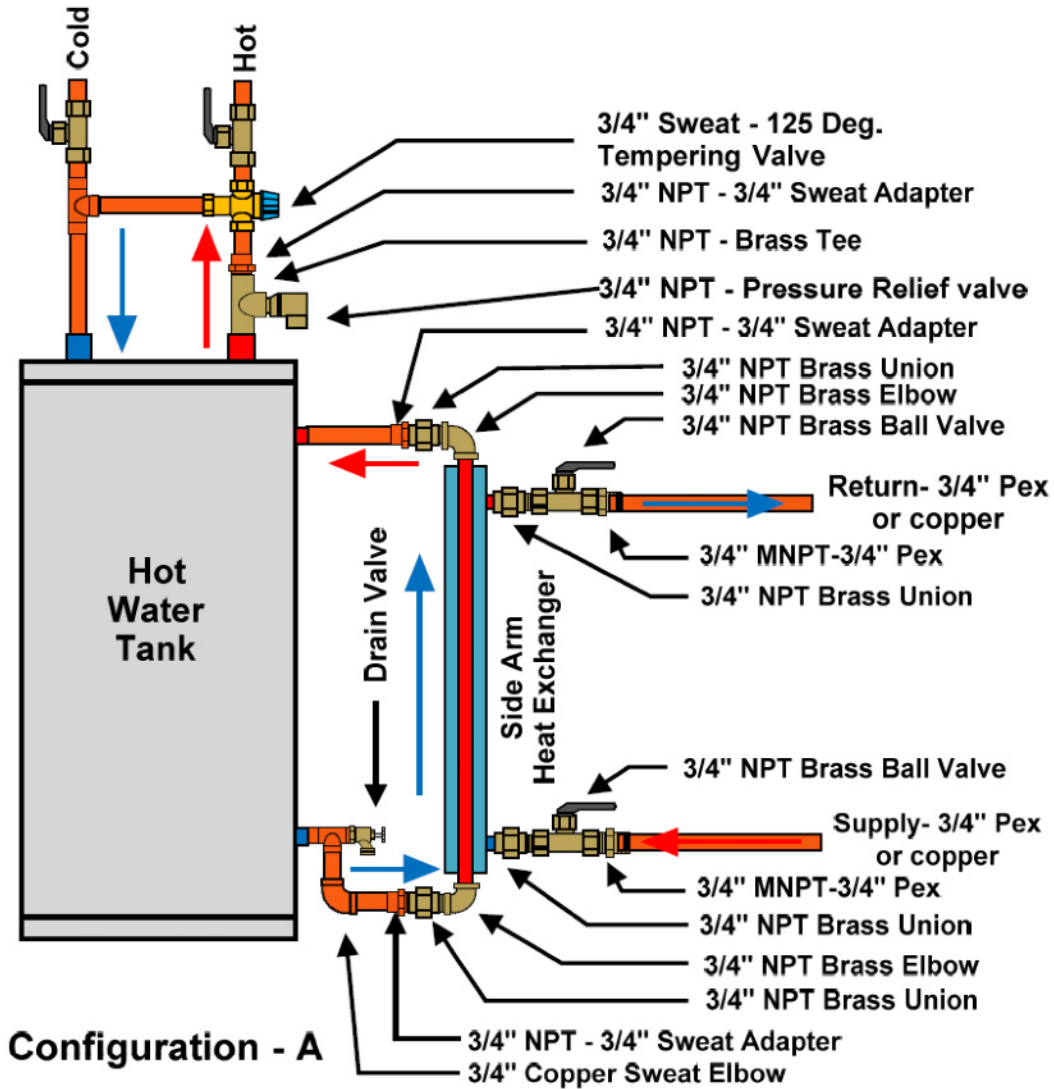 Cold
Hot
3/4" Sweat - 125 Deg.
Tempering Valve
3/4" NPT - 3/4" Sweat Adapter
3/4" NPT - Brass Tee
3/4" NPT - Pressure Relief valve
3/4" NPT - 3/4" Sweat Adapter
3/4" NPT Brass Union
3/4" NPT Brass Elbow
3/4" NPT Brass Ball Valve
Return- 3/4" Pex
or copper
3/4" MNPT-3/4" Pex
3/4" NPT Brass Union
Hot
Water
Tank
Drain Valve
Side Arm
Heat Exchanger
3/4" NPT Brass Ball Valve
Supply- 3/4" Pex
or copper
3/4" MNPT-3/4" Pex
3/4" NPT Brass Union
3/4" NPT Brass Elbow
3/4" NPT Brass Union
3/4" NPT - 3/4" Sweat Adapter
3/4" Copper Sweat Elbow
Configuration - A